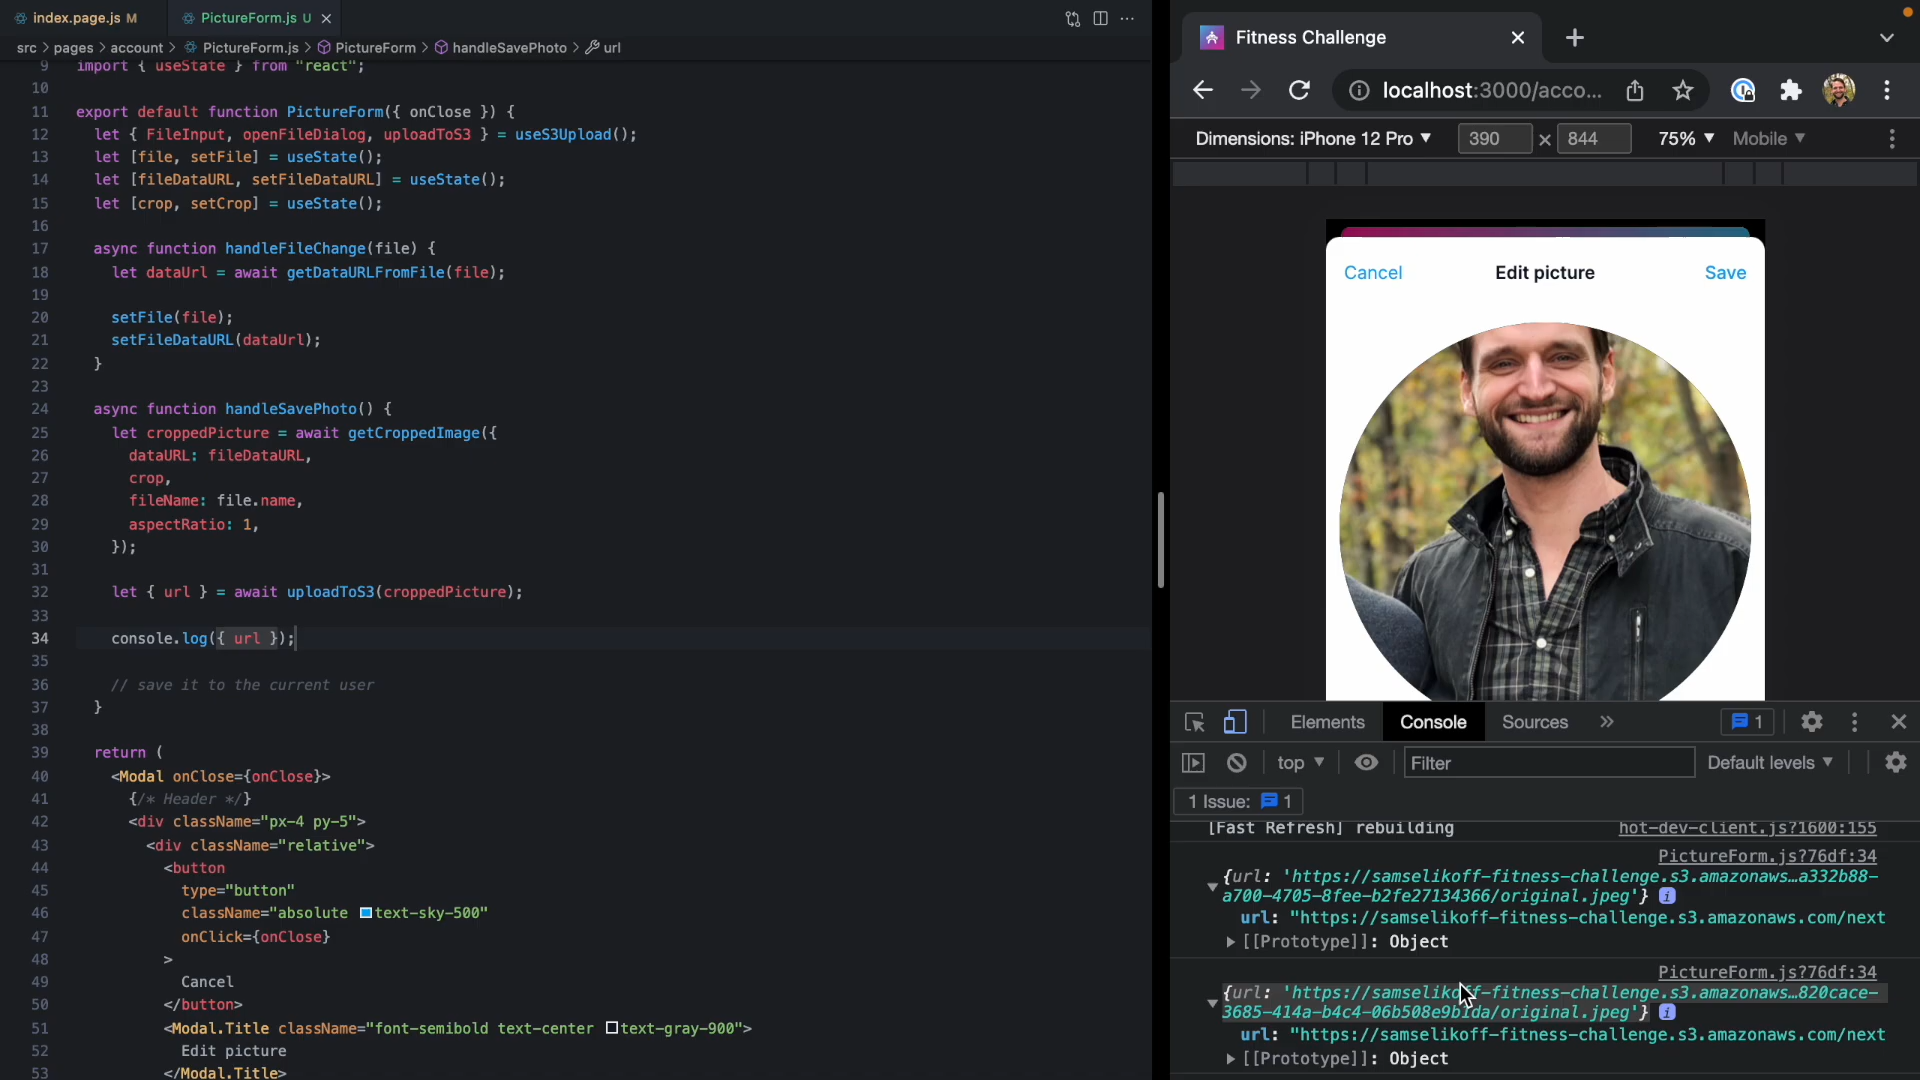 index.page.js M
PictureForm.js U
src > pages > account > PictureForm.js > PictureForm > handleSavePhoto > url
9 import { useState } from "react";
10
11 export default function PictureForm({ onClose }) {
12 let { FileInput, openFileDialog, uploadToS3 } = useS3Upload();
13 let [file, setFile] = useState();
14 let [fileDataURL, setFileDataURL] = useState();
15 let [crop, setCrop] = useState();
16
17 async function handleFileChange(file) {
18 let dataUrl = await getDataURLFromFile(file);
19
20 setFile(file);
21 setFileDataURL(dataUrl);
22 }
23
24 async function handleSavePhoto() {
25 let croppedPicture = await getCroppedImage({
26 dataURL: fileDataURL,
27 crop,
28 fileName: file.name,
29 aspectRatio: 1,
30 });
31
32 let { url } = await uploadToS3(croppedPicture);
33
34 console.log({ url });
35
36 // save it to the current user
37 }
38
39 return (
40 <Modal onClose={onClose}>
41 {/* Header */}
42 <div className="px-4 py-5">
43 <div className="relative">
44 <button
45 type="button"
46 className="absolute text-sky-500"
47 onClick={onClose}
48 >
49 Cancel
50 </button>
51 <Modal.Title className="font-semibold text-center text-gray-900">
52 Edit picture
53 </Modal.Title>
Fitness Challenge
localhost:3000/acco...
Dimensions: iPhone 12 Pro 390 × 844 75% Mobile
Cancel Edit picture Save
Elements Console Sources » 1
top Filter Default levels
1 Issue: 1
[Fast Refresh] rebuilding hot-dev-client.js?1600:155
PictureForm.js?76df:34
{url: 'https://samselikoff-fitness-challenge.s3.amazonaws…a332b88-
a700-4705-8fee-b2fe27134366/original.jpeg'}
url: "https://samselikoff-fitness-challenge.s3.amazonaws.com/next
[[Prototype]]: Object
PictureForm.js?76df:34
{url: 'https://samselikoff-fitness-challenge.s3.amazonaws…820cace-
3685-414a-b4c4-06b508e9b1da/original.jpeg'}
url: "https://samselikoff-fitness-challenge.s3.amazonaws.com/next
[[Prototype]]: Object